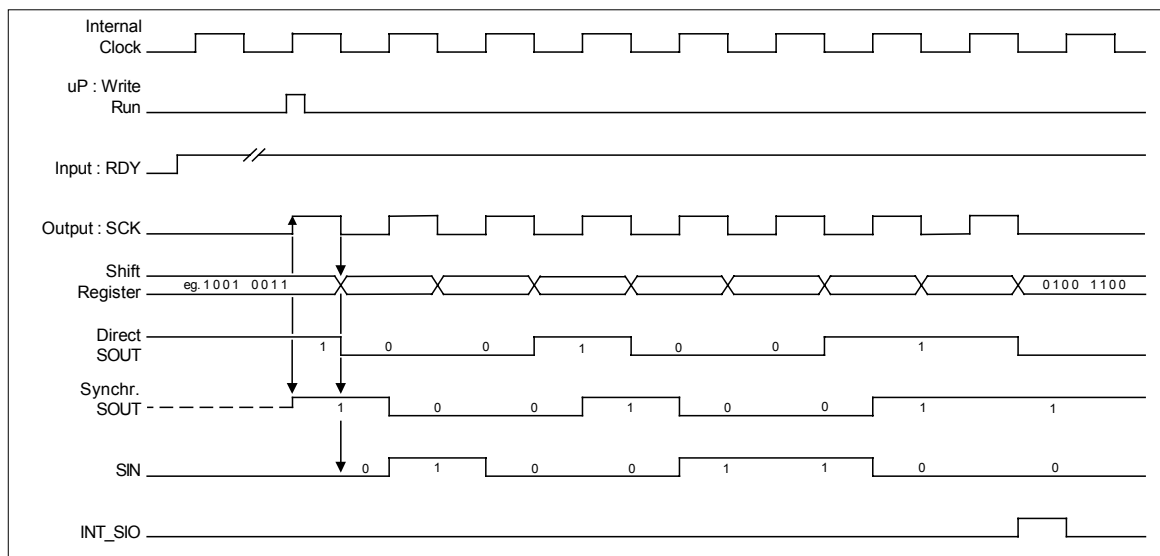 Internal
Clock
uP : Write
Run
Input : RDY
Output : SCK
Shift
Register
eg. 1001 0011
0100 1100
Direct
SOUT
1 0 0 1 0 0 1
Synchr.
SOUT
1 0 0 1 0 0 1 1
SIN
0 1 0 0 1 1 0 0
INT_SIO